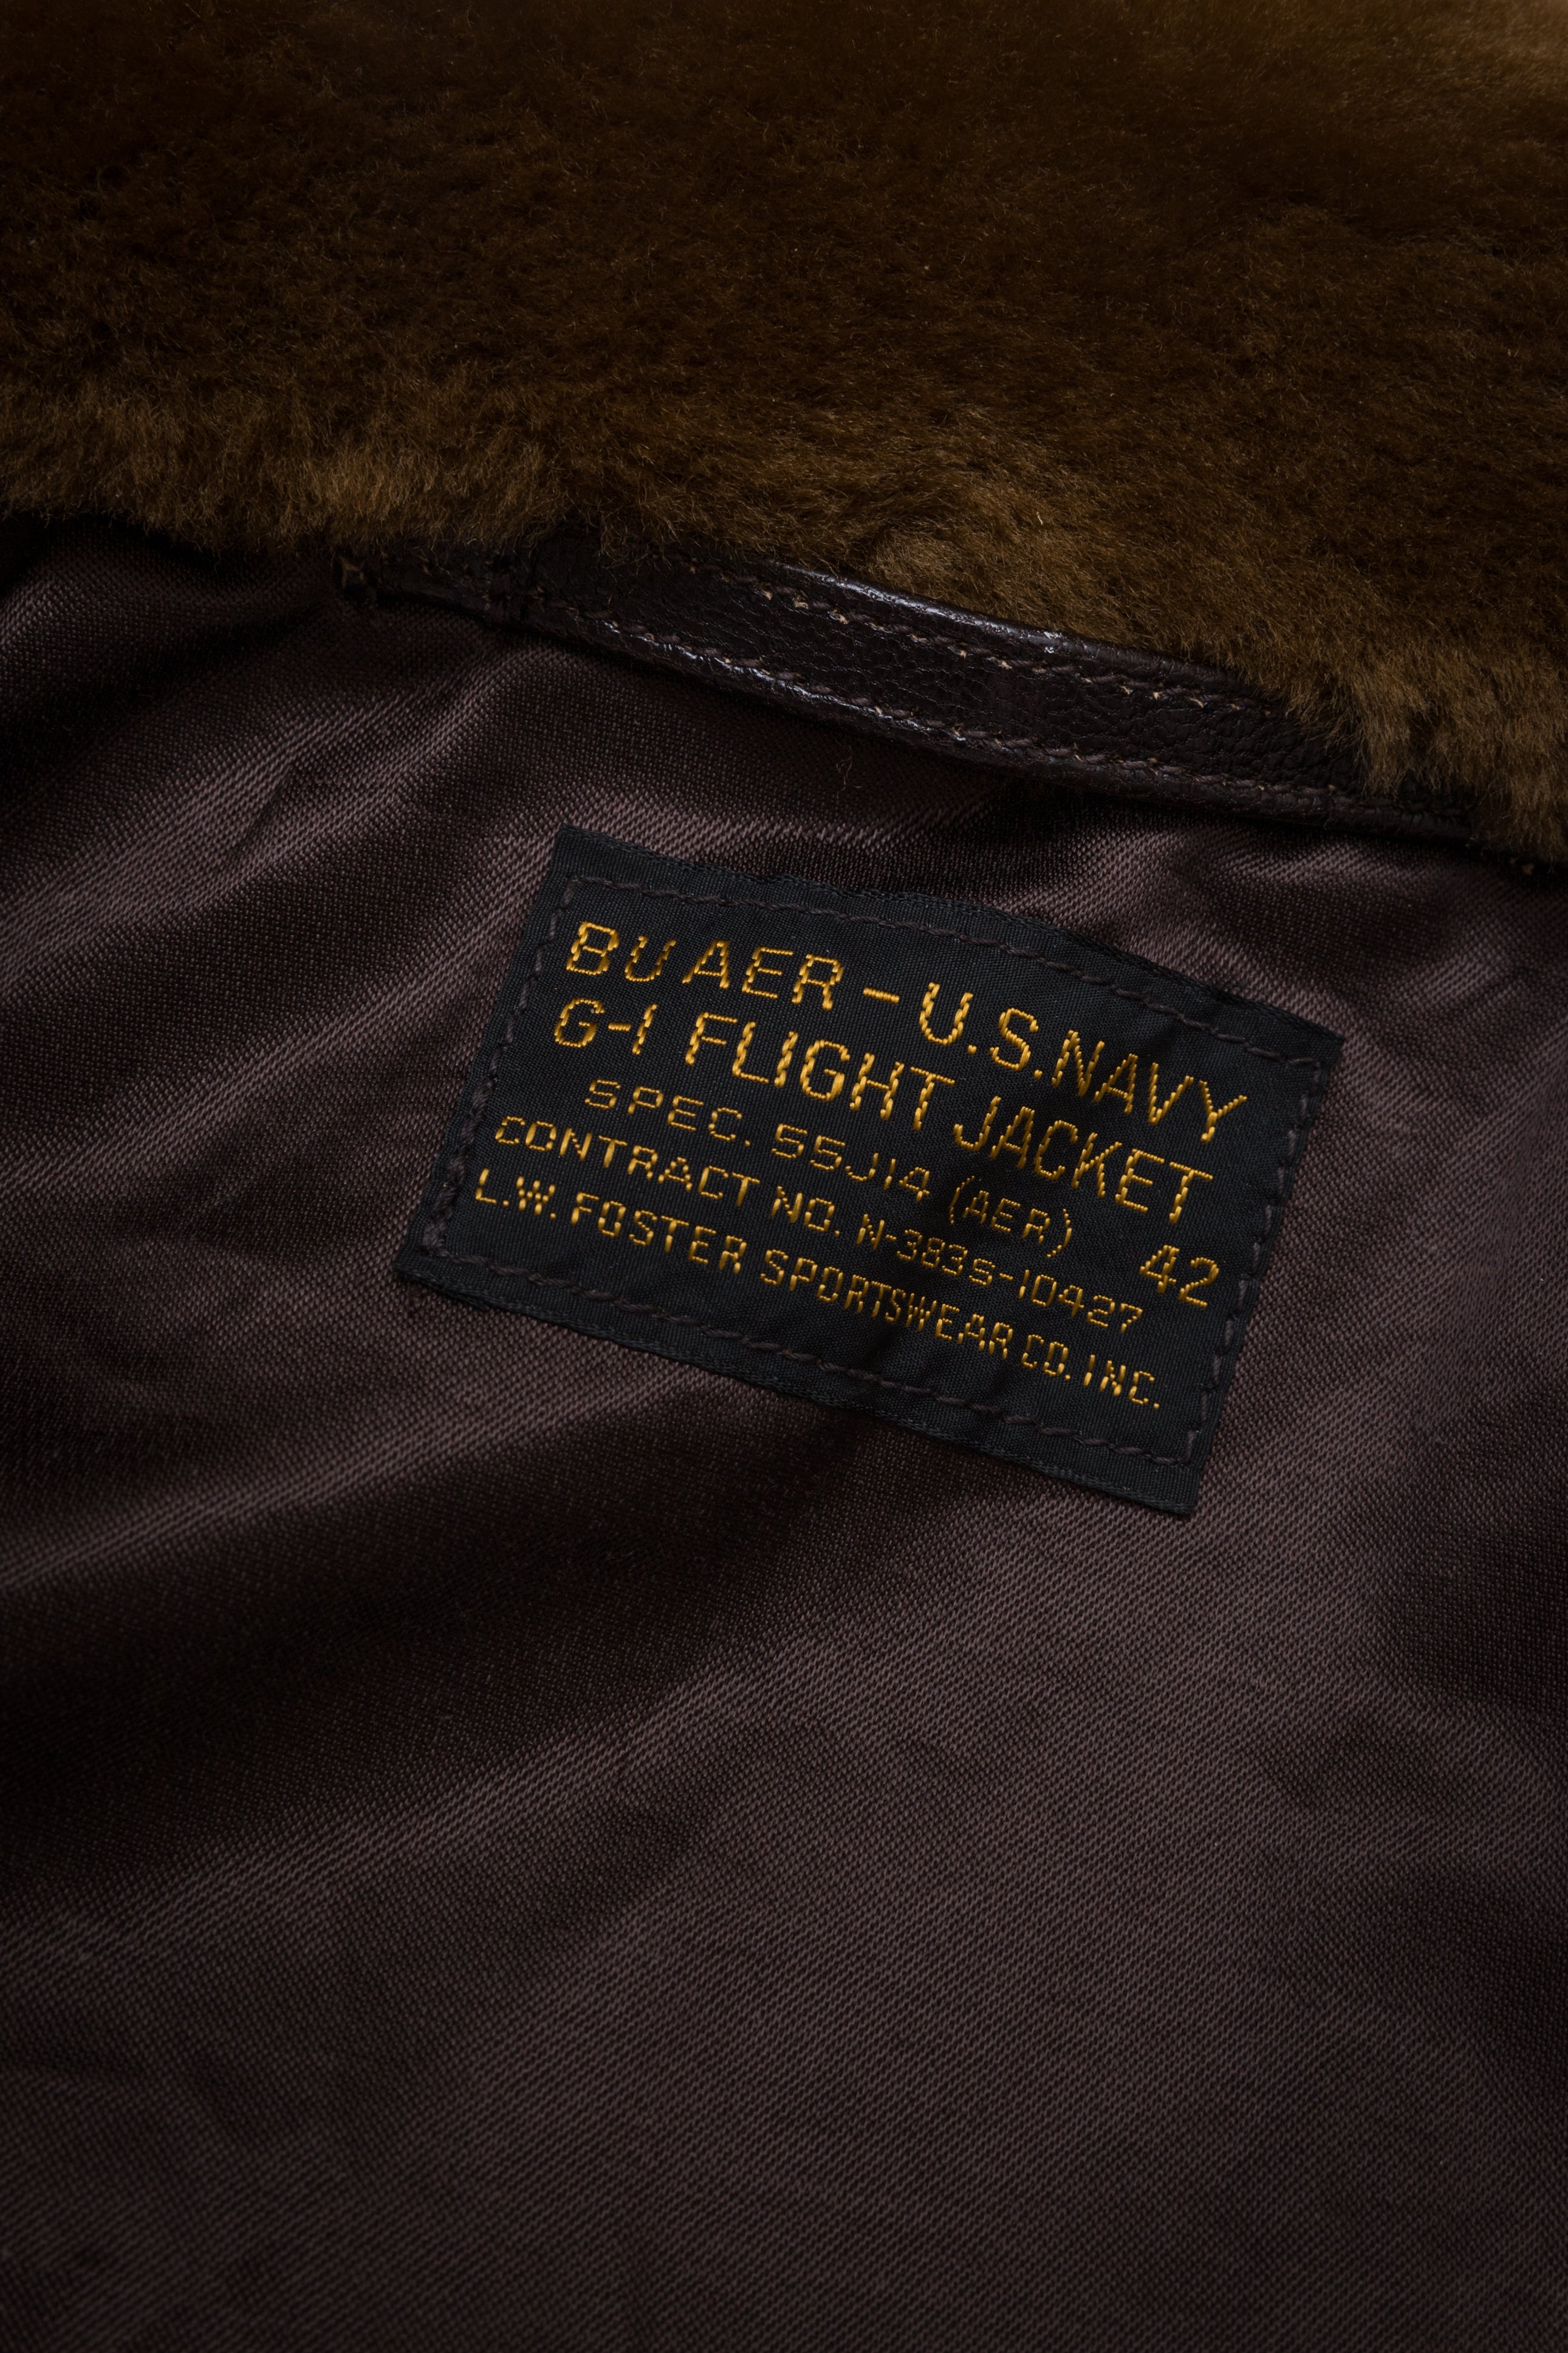 BU AER – U.S.NAVY
G-1 FLIGHT JACKET
SPEC. 55J14 (AER)
CONTRACT NO. N-383s-10427 42
L.W. FOSTER SPORTSWEAR CO. INC.